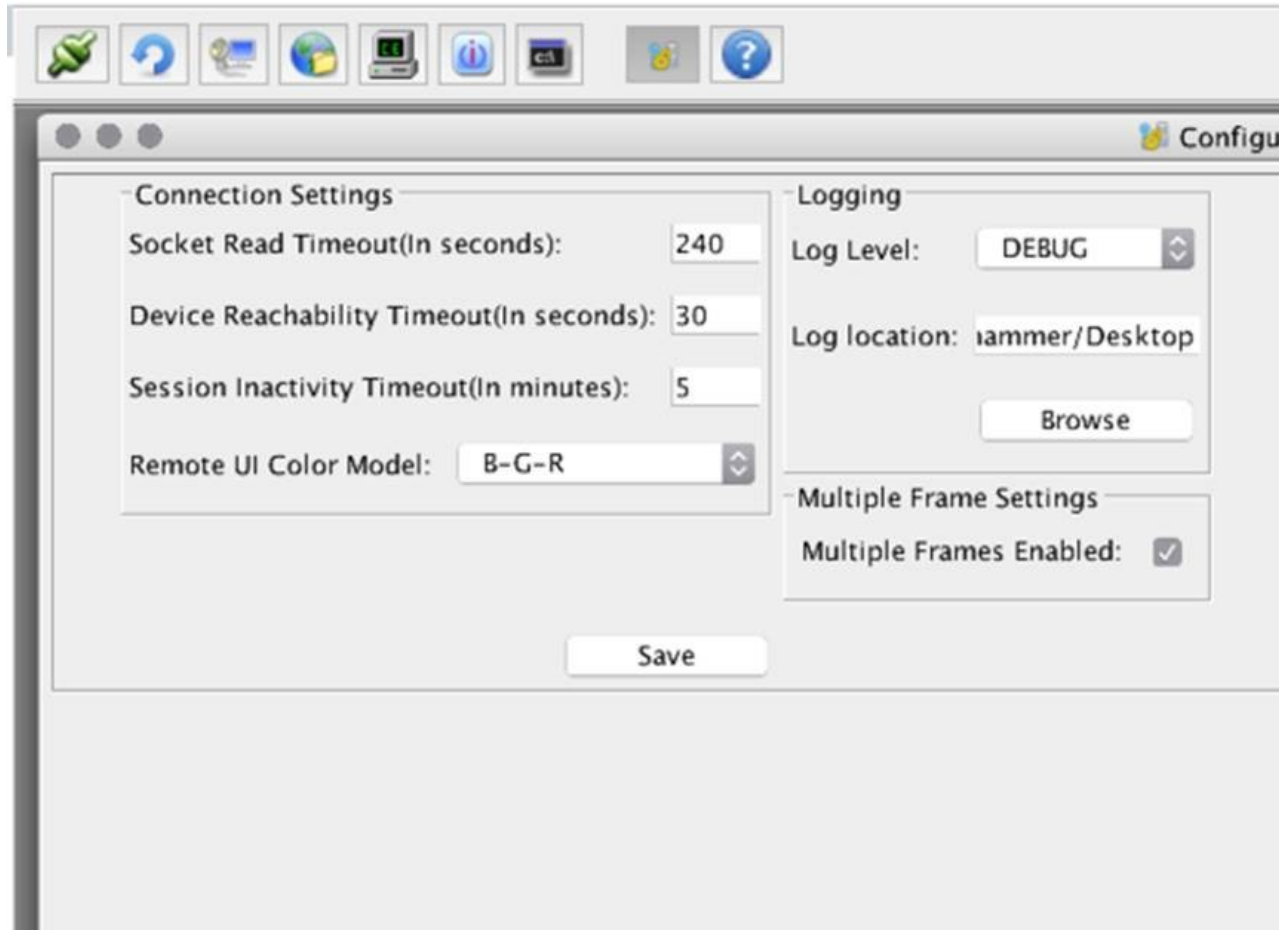 CE
C:\
Configu
Connection Settings
Socket Read Timeout(In seconds): 240
Device Reachability Timeout(In seconds): 30
Session Inactivity Timeout(In minutes): 5
Remote UI Color Model: B-G-R
Logging
Log Level: DEBUG
Log location: hammer/Desktop
Browse
Multiple Frame Settings
Multiple Frames Enabled:
Save